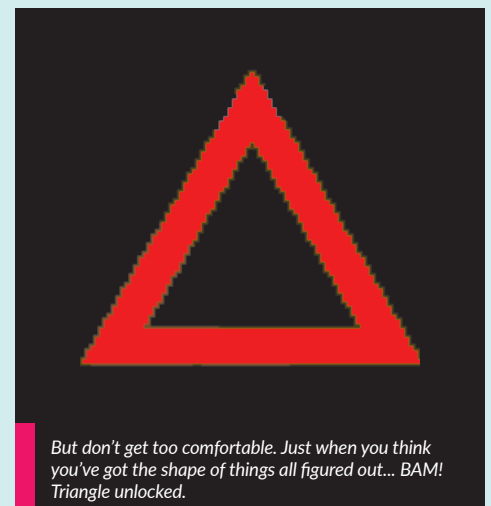 But don't get too comfortable. Just when you think
you've got the shape of things all figured out... BAM!
Triangle unlocked.